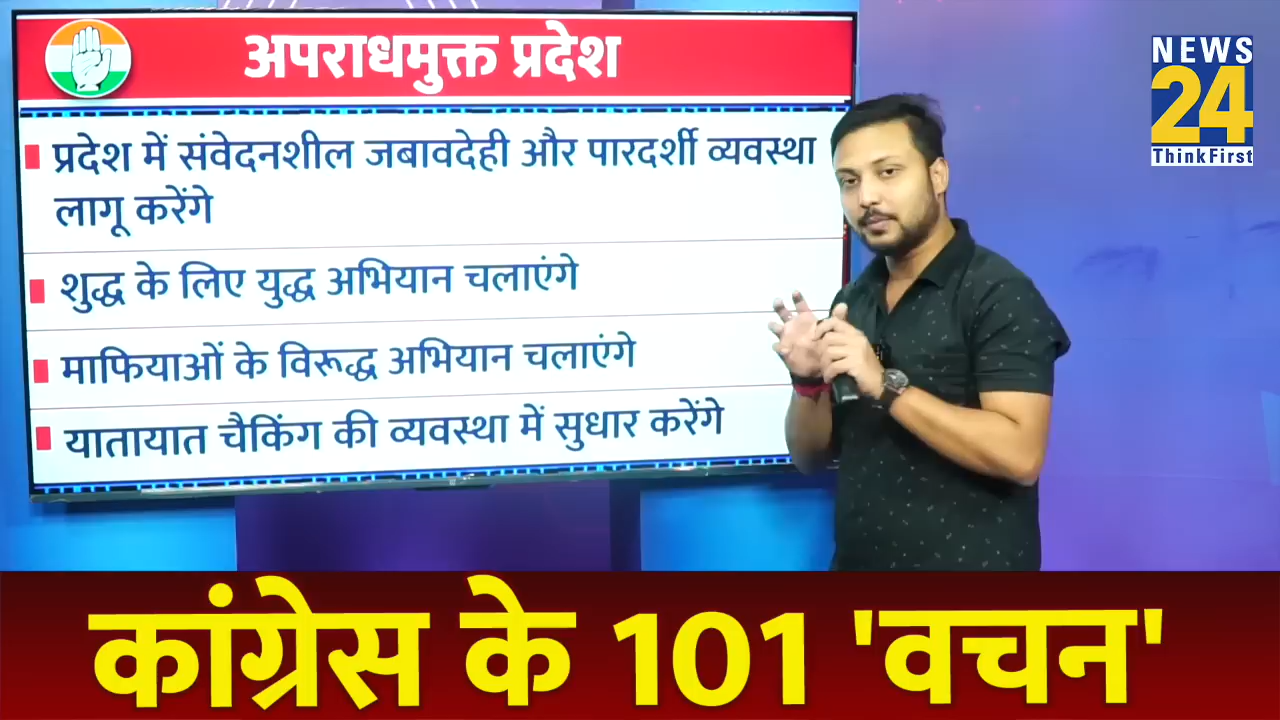 अपराधमुक्त प्रदेश
प्रदेश में संवेदनशील जबावदेही और पारदर्शी व्यवस्था
लागू करेंगे
शुद्ध के लिए युद्ध अभियान चलाएंगे
माफियाओं के विरूद्ध अभियान चलाएंगे
यातायात चैकिंग की व्यवस्था में सुधार करेंगे
NEWS
24
ThinkFirst
कांग्रेस के 101 'वचन'